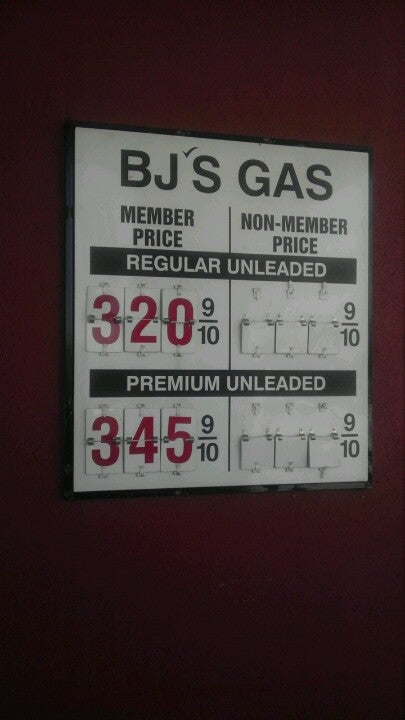 BJ'S GAS
MEMBER PRICE
NON-MEMBER PRICE
REGULAR UNLEADED
320 9/10
9/10
PREMIUM UNLEADED
345 9/10
9/10